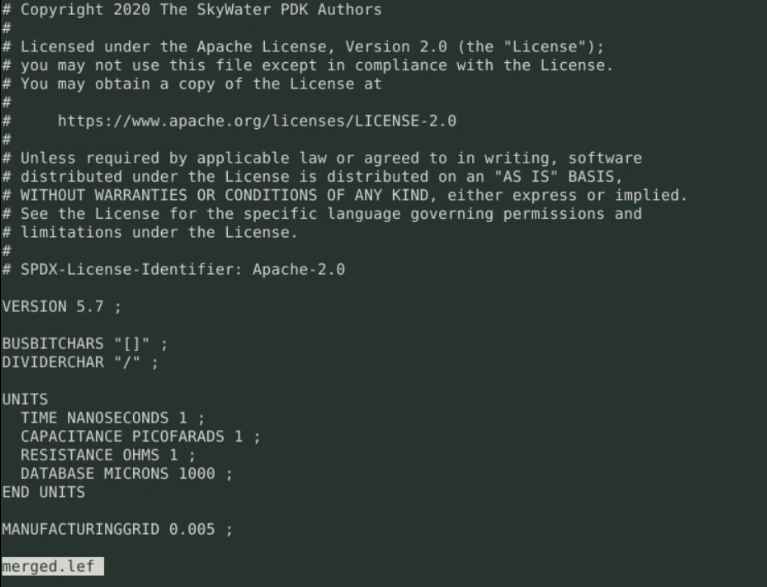 # Copyright 2020 The SkyWater PDK Authors
#
# Licensed under the Apache License, Version 2.0 (the "License");
# you may not use this file except in compliance with the License.
# You may obtain a copy of the License at
#
#     https://www.apache.org/licenses/LICENSE-2.0
#
# Unless required by applicable law or agreed to in writing, software
# distributed under the License is distributed on an "AS IS" BASIS,
# WITHOUT WARRANTIES OR CONDITIONS OF ANY KIND, either express or implied.
# See the License for the specific language governing permissions and
# limitations under the License.
#
# SPDX-License-Identifier: Apache-2.0
VERSION 5.7 ;
BUSBITCHARS "[]" ;
DIVIDERCHAR "/" ;
UNITS
  TIME NANOSECONDS 1 ;
  CAPACITANCE PICOFARADS 1 ;
  RESISTANCE OHMS 1 ;
  DATABASE MICRONS 1000 ;
END UNITS
MANUFACTURINGGRID 0.005 ;
merged.lef